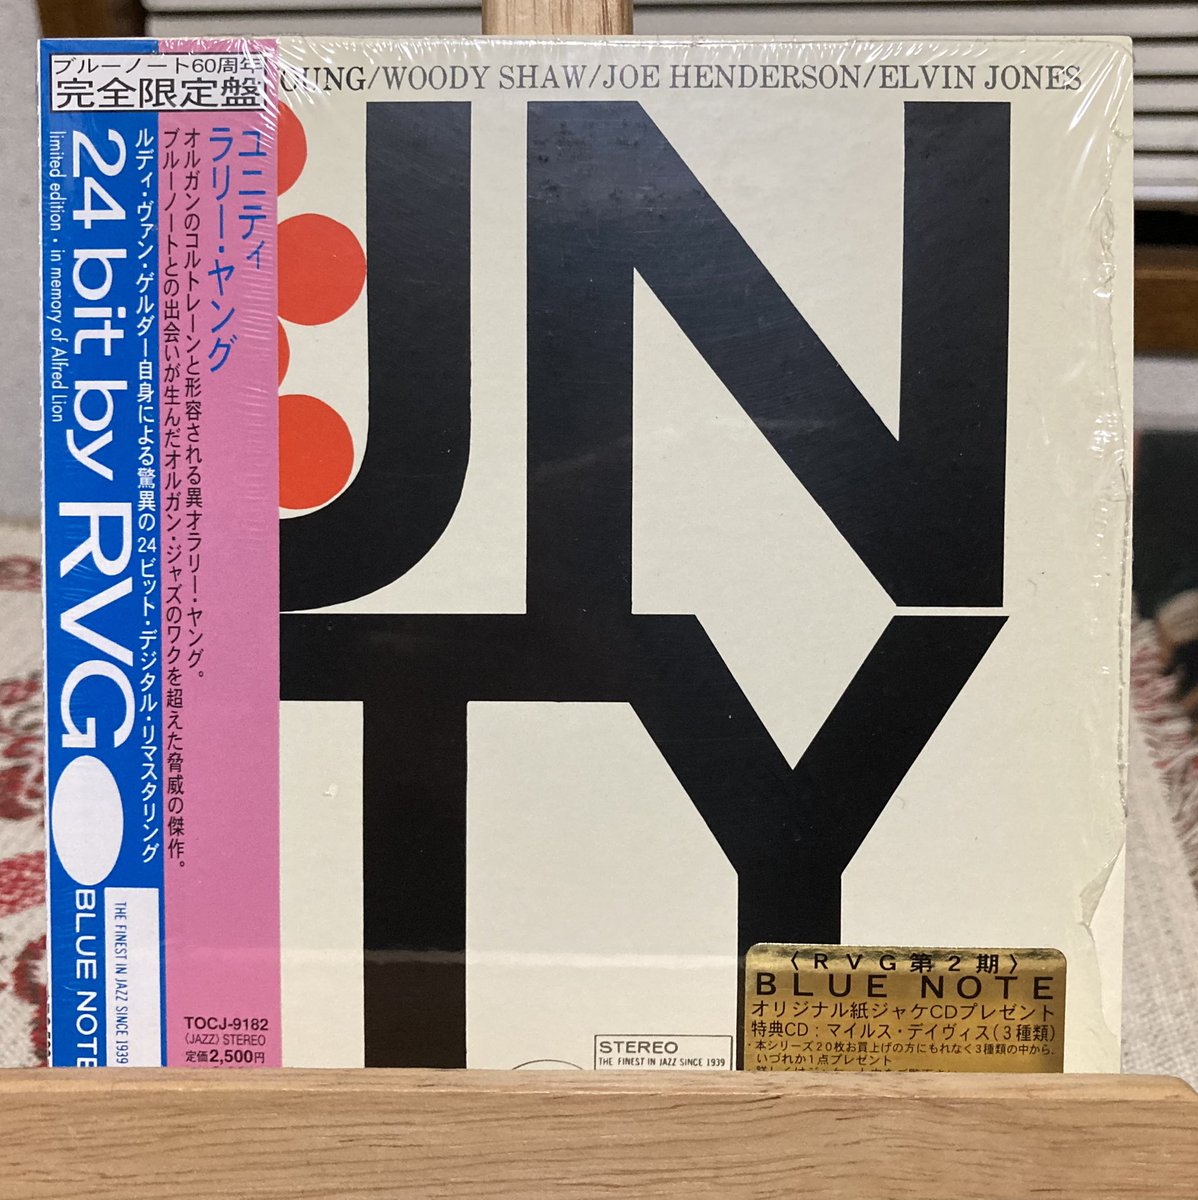 ブルーノート60周年
完全限定盤
OUNG/WOODY SHAW/JOE HENDERSON/ELVIN JONES
UN
TY
ユニティ
ラリー・ヤング
オルガンのコルトレーンと形容される異才ラリー・ヤング。
ブルーノートとの出会いが生んだオルガン・ジャズのワクを超えた脅威の傑作。
ルディ・ヴァン・ゲルダー自身による驚異の24ビット・デジタル・リマスタリング
24 bit by RVG
limited edition・in memory of Alfred Lion
BLUE NOTE
THE FINEST IN JAZZ SINCE 1939
TOCJ-9182
(JAZZ) STEREO
定価2,500円
STEREO
THE FINEST IN JAZZ SINCE 1939
〈RVG第2期〉
BLUE NOTE
オリジナル紙ジャケCDプレゼント
特典CD：マイルス・デイヴィス(3種類)
・本シリーズ20枚お買上げの方にもれなく3種類の中から、
いづれか1点プレゼント